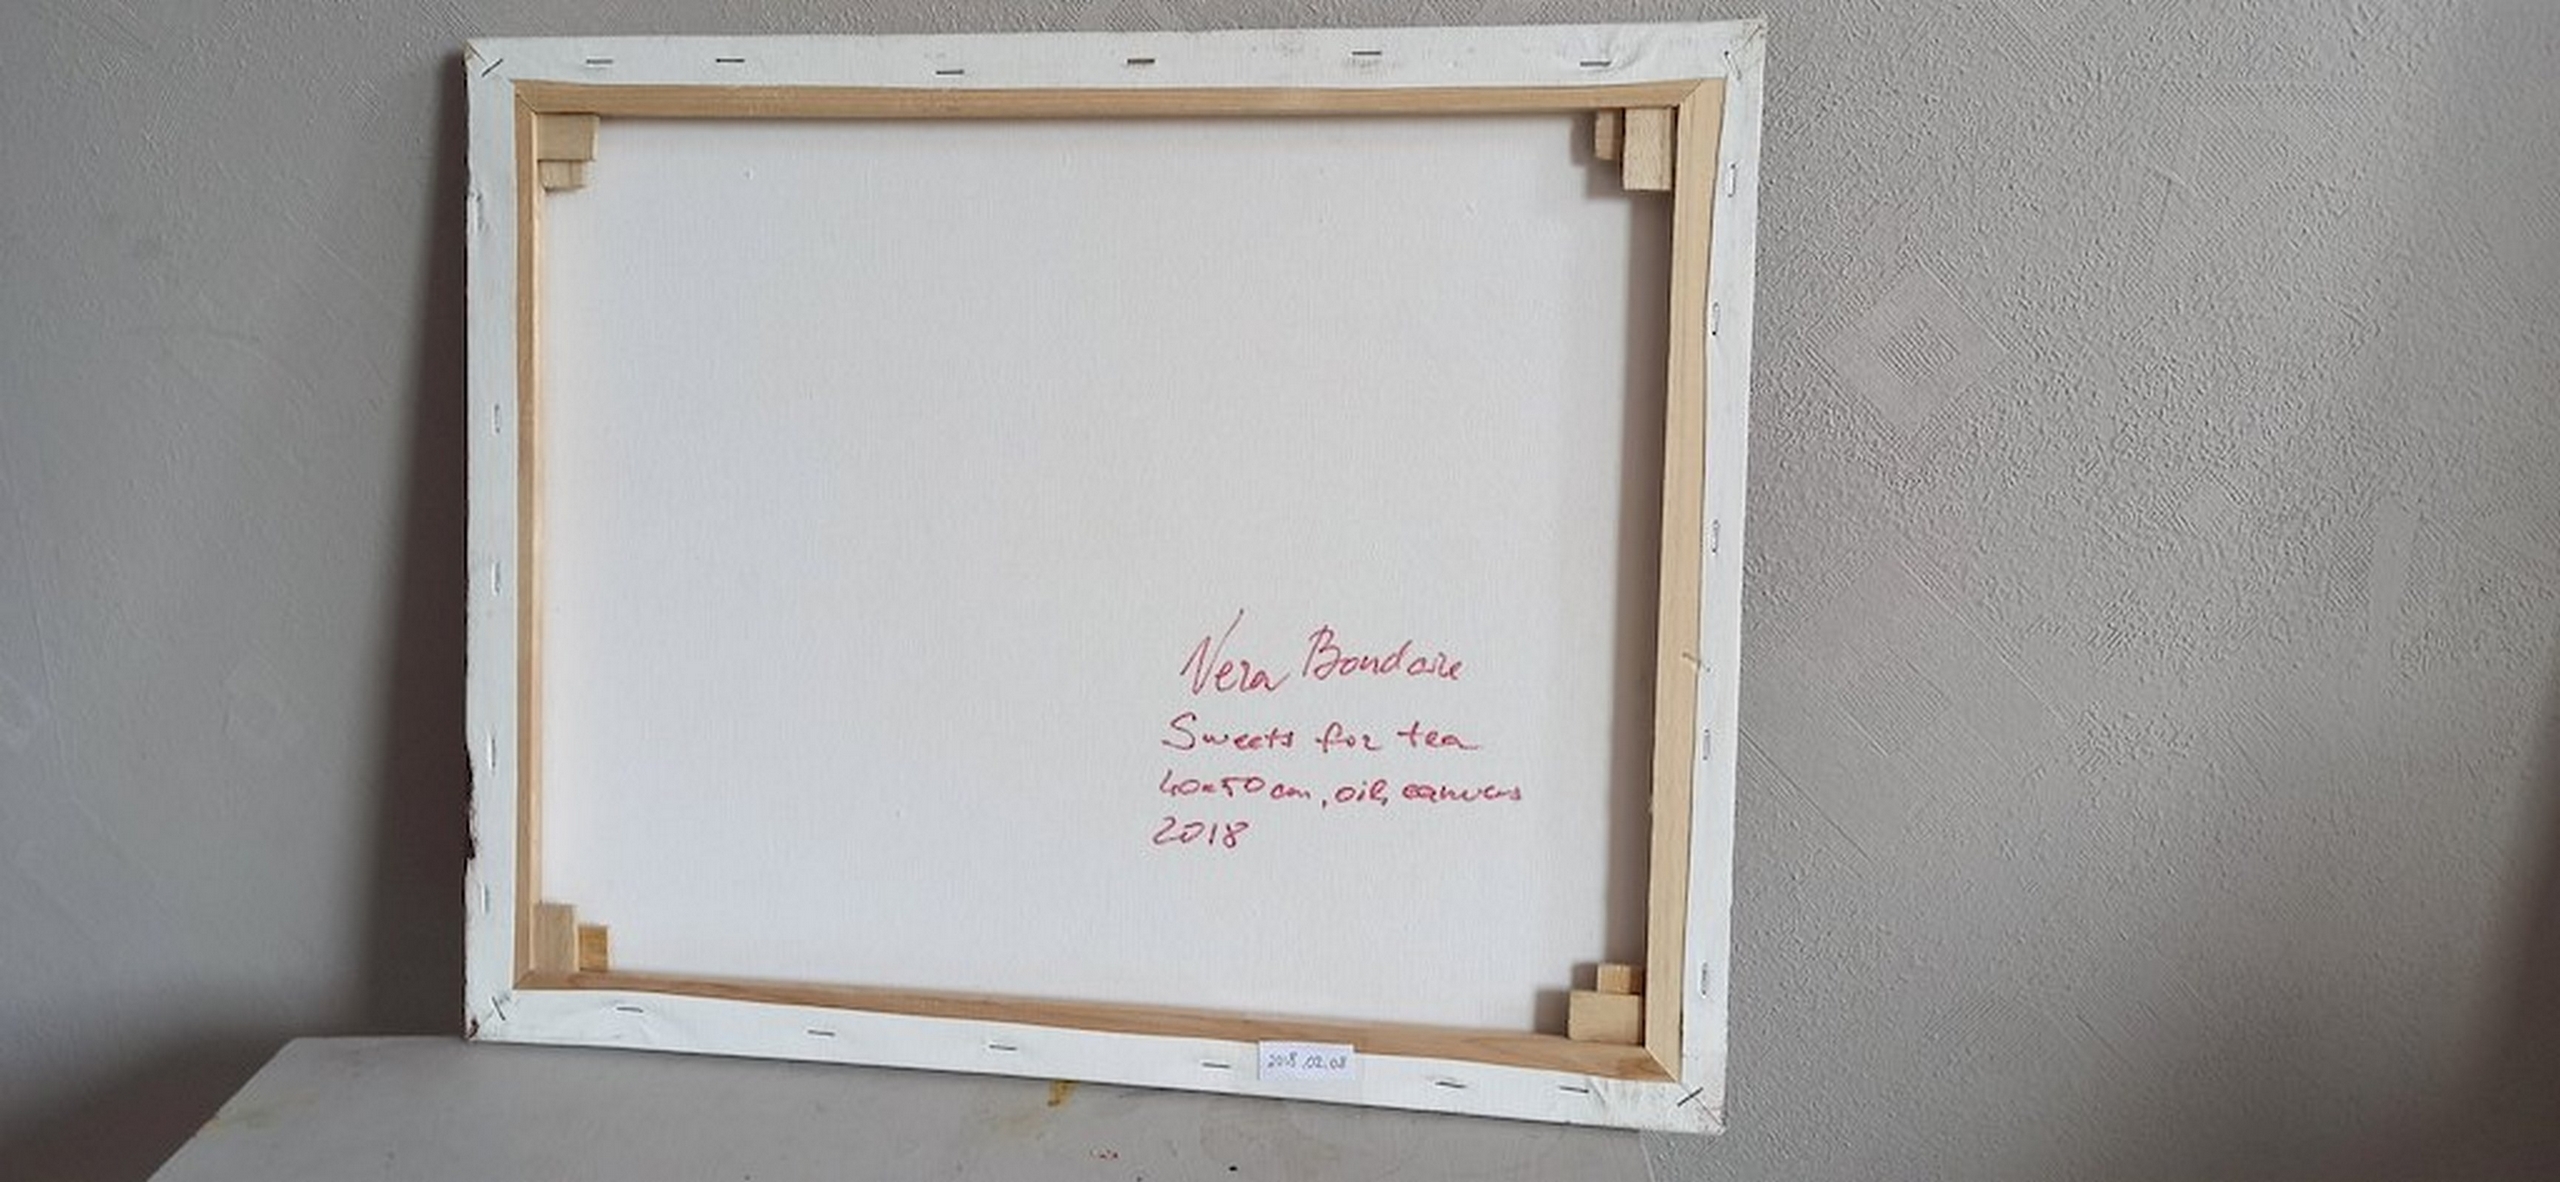 Vera Bondare
Sweets for tea
40x50 cm, oil, canvas
2018
2018.02.08